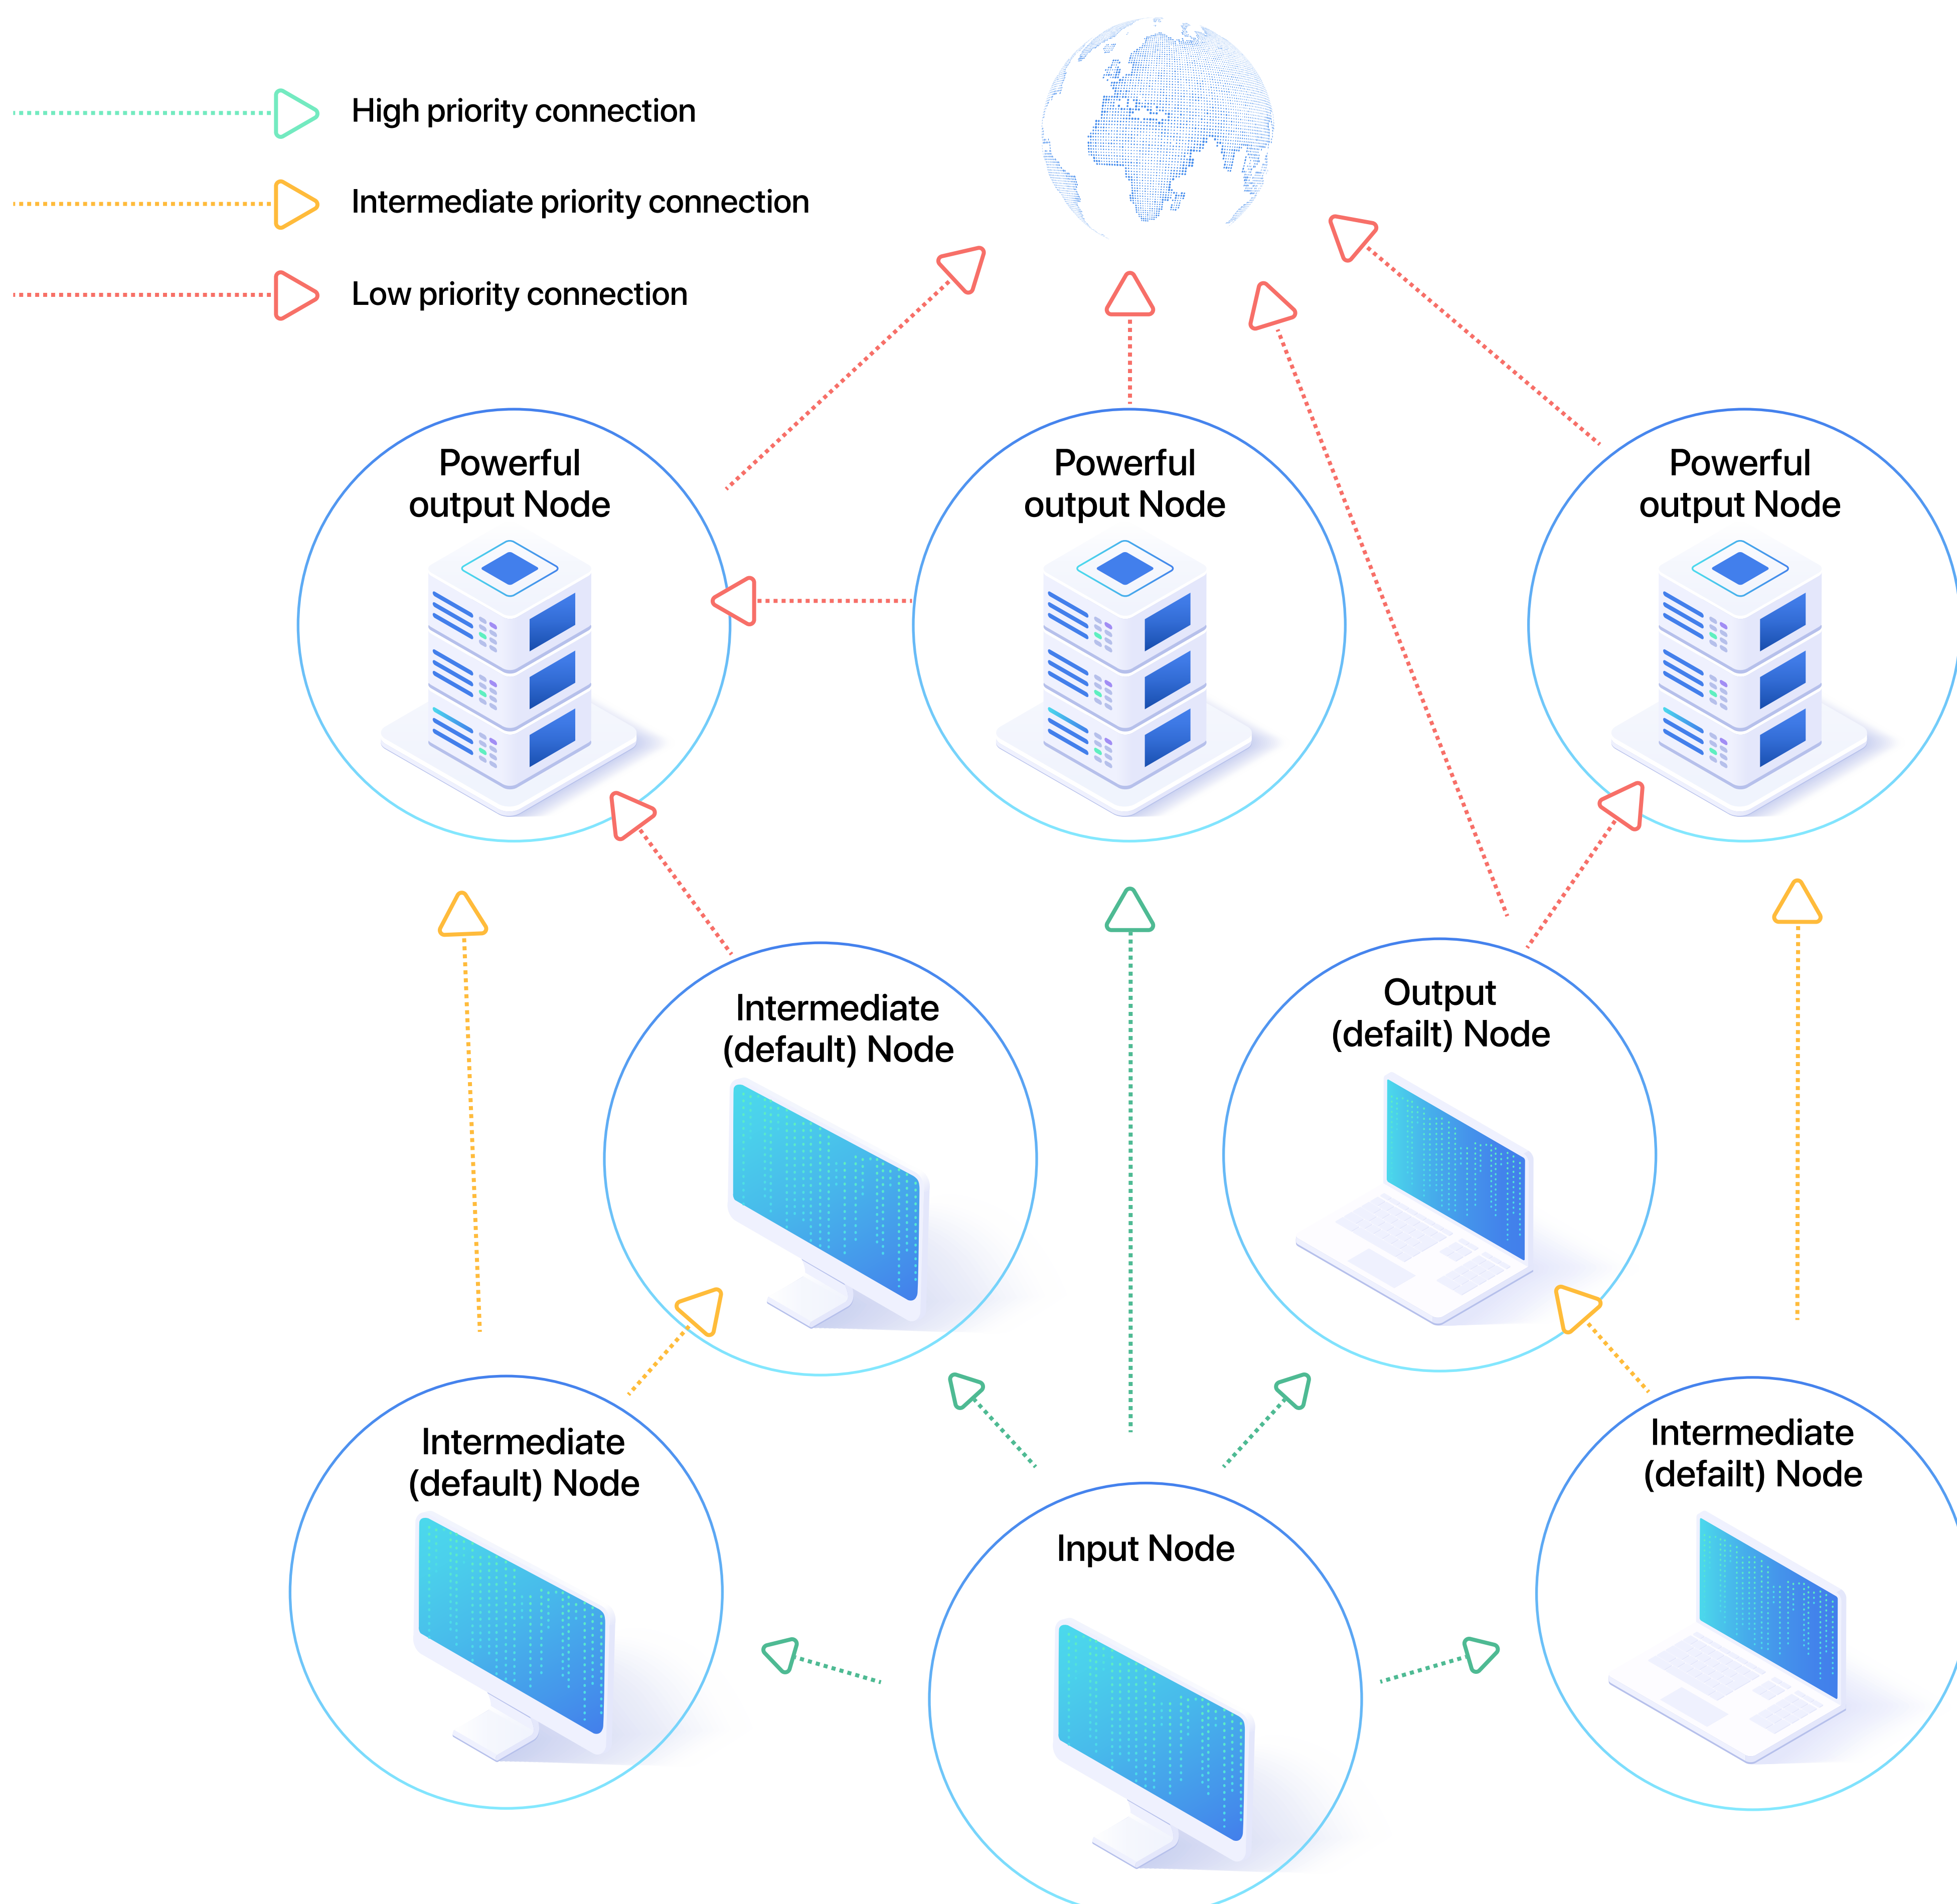 High priority connection
Intermediate priority connection
Low priority connection
Powerful
output Node
Powerful
output Node
Powerful
output Node
Intermediate
(default) Node
Output
(defailt) Node
Intermediate
(default) Node
Intermediate
(defailt) Node
Input Node